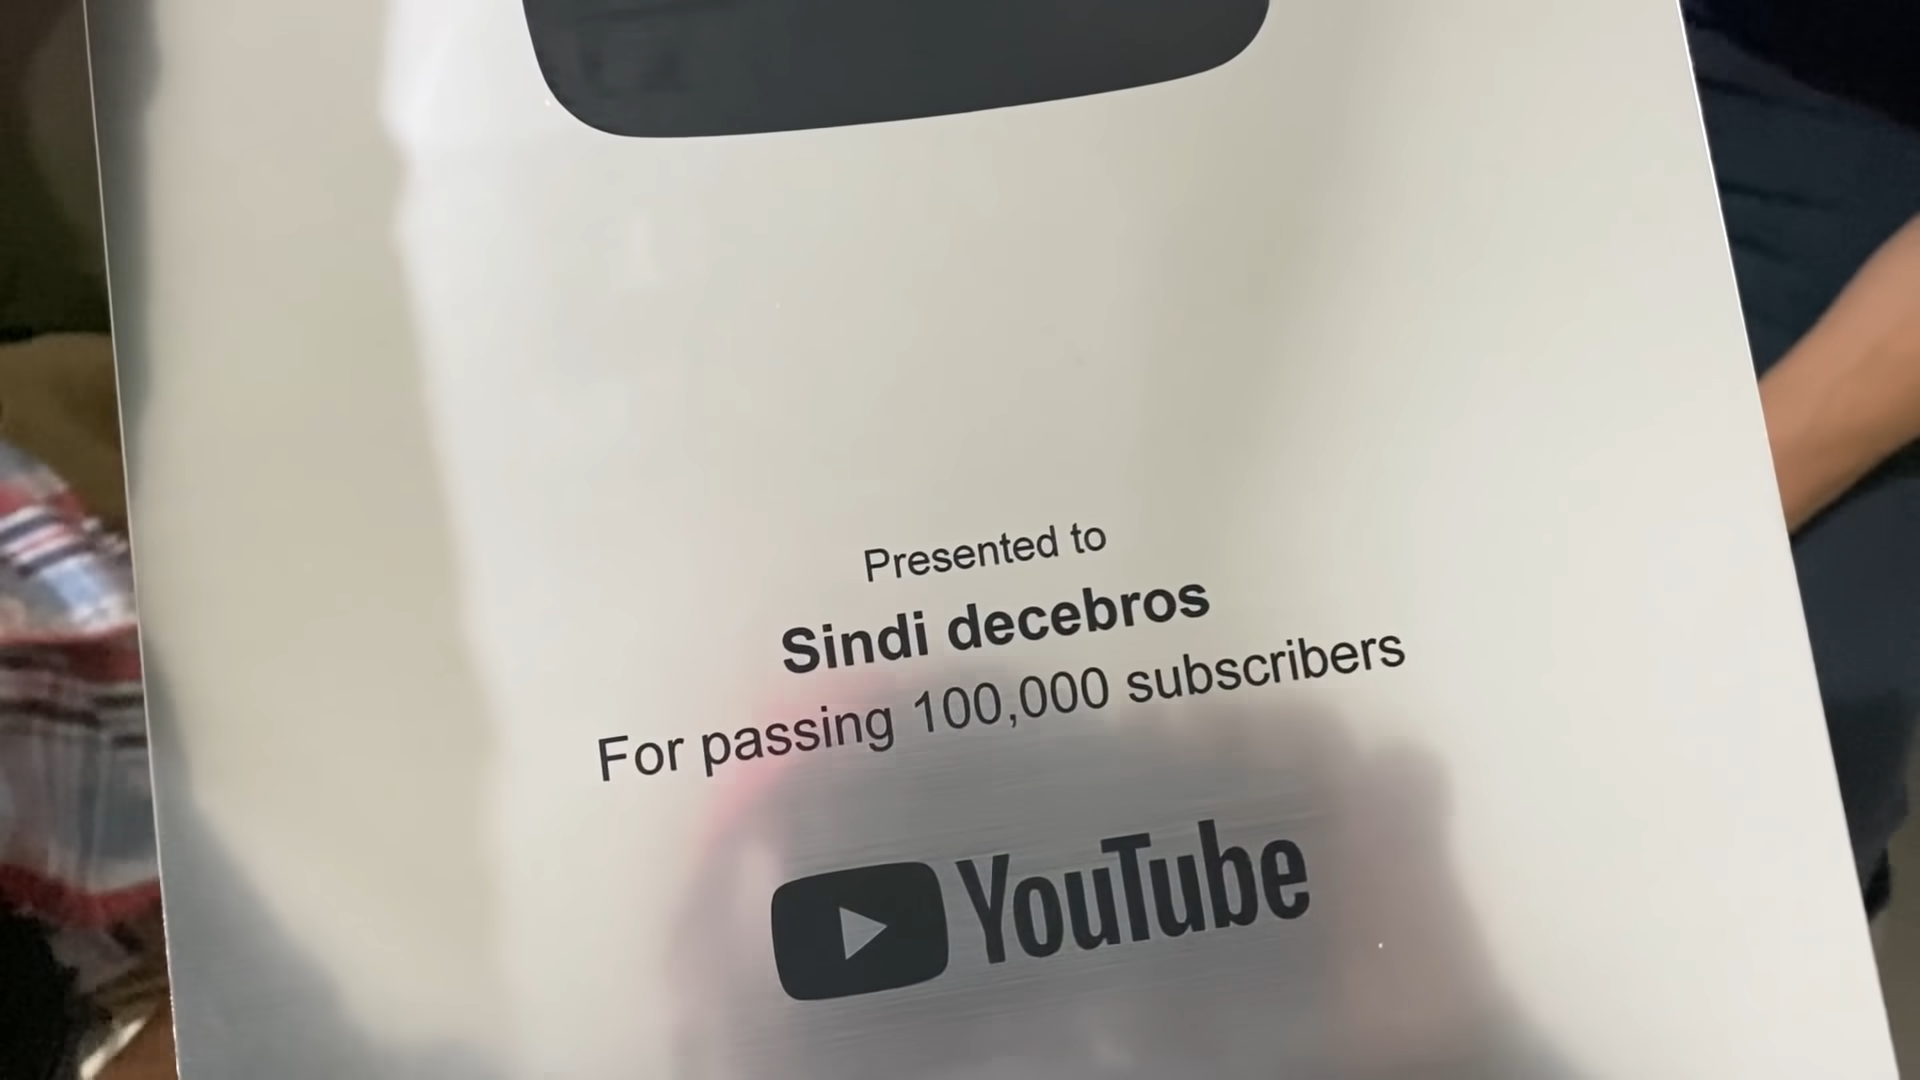 Presented to
Sindi decebros
For passing 100,000 subscribers
YouTube